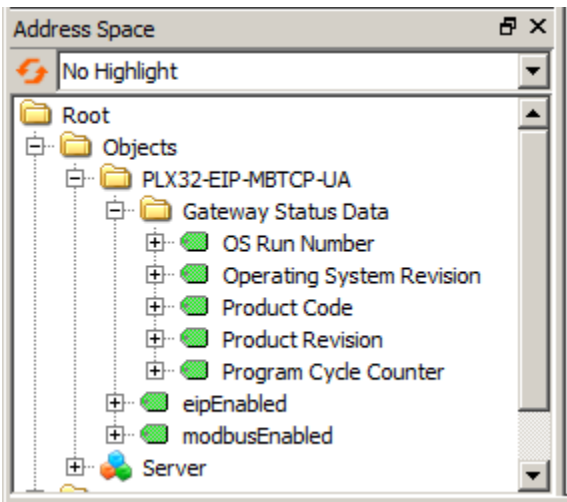 Address Space
No Highlight
Root
Objects
PLX32-EIP-MBTCP-UA
Gateway Status Data
OS Run Number
Operating System Revision
Product Code
Product Revision
Program Cycle Counter
eipEnabled
modbusEnabled
Server